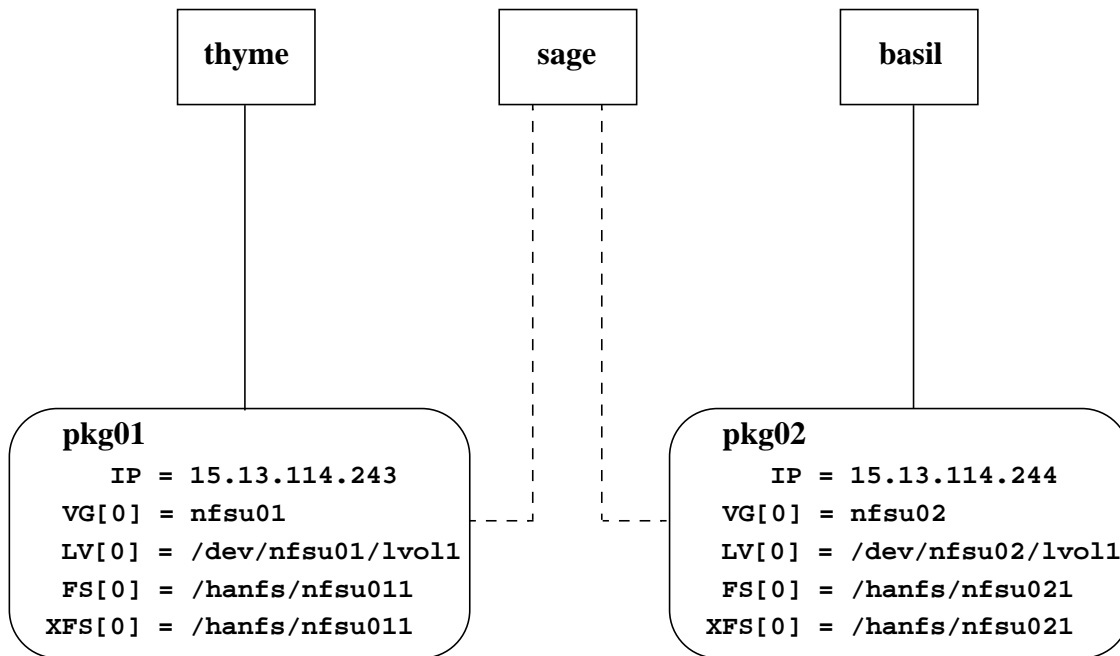 thyme
sage
basil
pkg01
IP = 15.13.114.243
VG[0] = nfsu01
LV[0] = /dev/nfsu01/lvol1
FS[0] = /hanfs/nfsu011
XFS[0] = /hanfs/nfsu011
pkg02
IP = 15.13.114.244
VG[0] = nfsu02
LV[0] = /dev/nfsu02/lvol1
FS[0] = /hanfs/nfsu021
XFS[0] = /hanfs/nfsu021